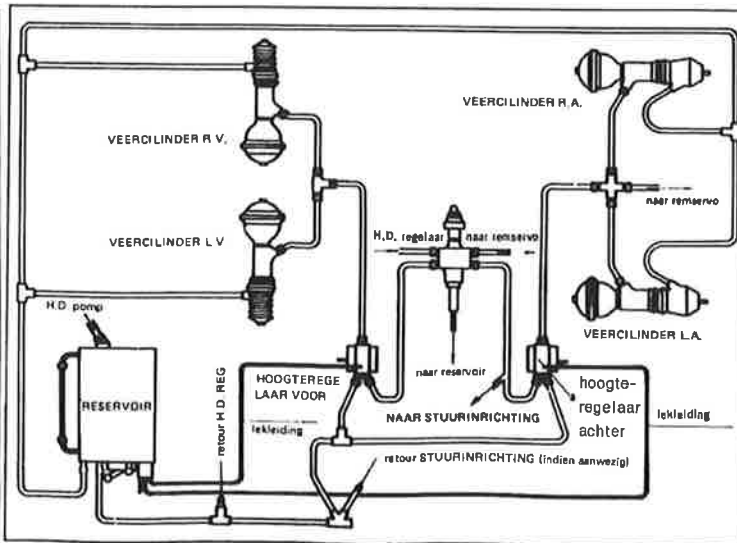 VEERCILINDER R.V.
VEERCILINDER R.A.
naar remservo
VEERCILINDER L.V
H.D. regelaar
naar remservo
H.D. pomp
VEERCILINDER L.A.
RESERVOIR
retour H.D. REG
HOOGTEREGE
LAAR VOOR
naar reservoir
hoogte-
regelaar
achter
lekleiding
NAAR STUURINRICHTING
lekleiding
retour STUURINRICHTING (indien aanwezig)